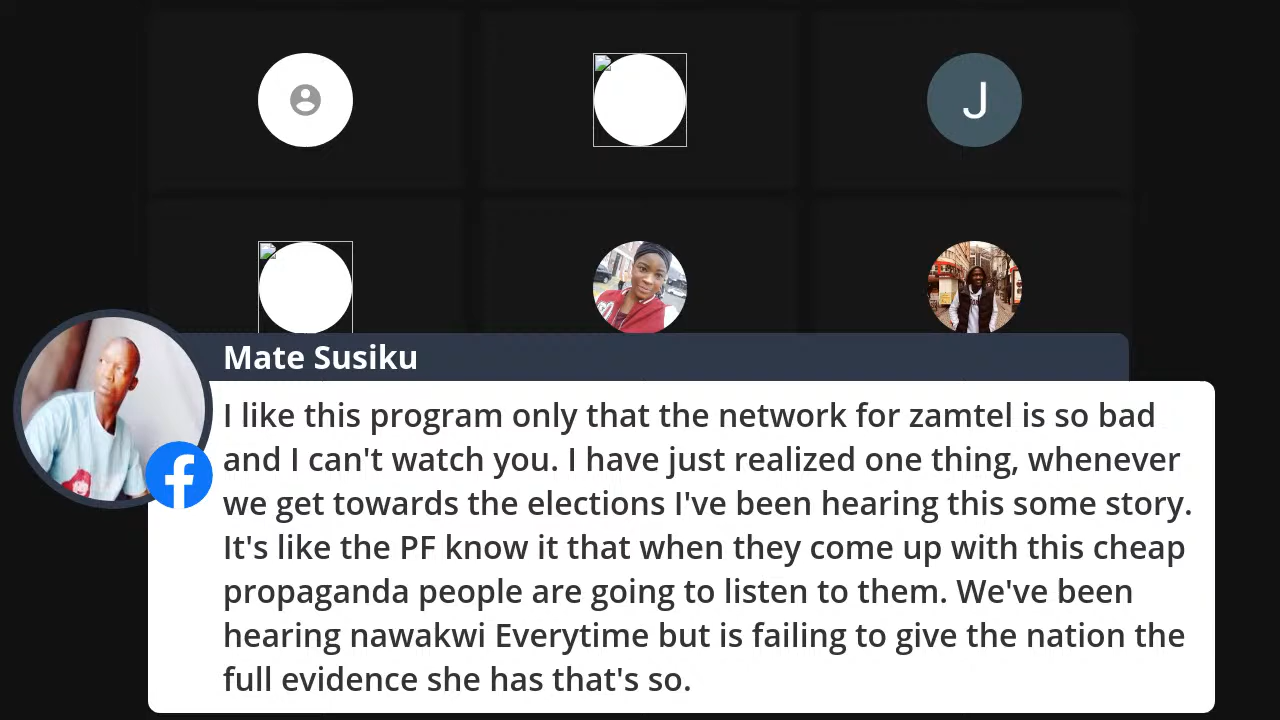 J
Mate Susiku
I like this program only that the network for zamtel is so bad
and I can't watch you. I have just realized one thing, whenever
we get towards the elections I've been hearing this some story.
It's like the PF know it that when they come up with this cheap
propaganda people are going to listen to them. We've been
hearing nawakwi Everytime but is failing to give the nation the
full evidence she has that's so.